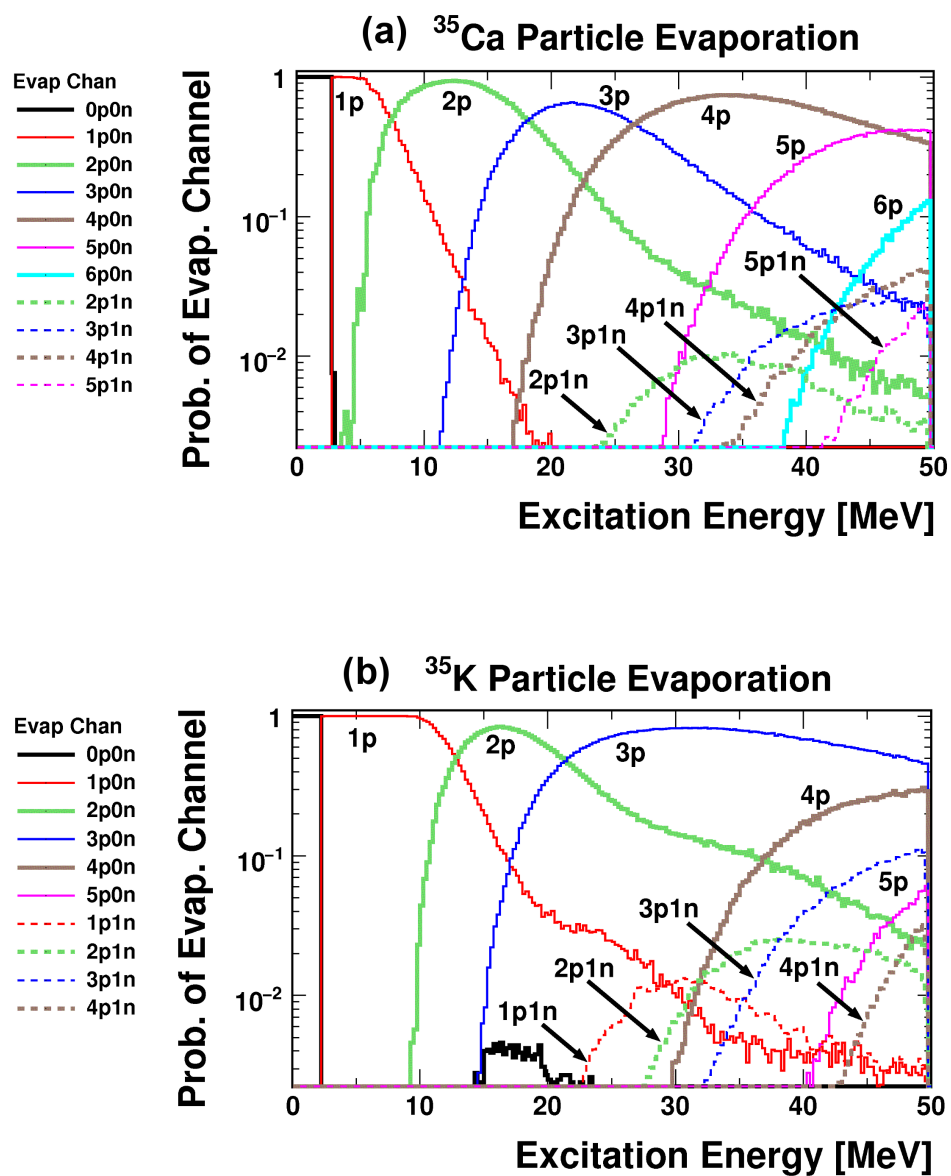 (a) ³⁵Ca Particle Evaporation
Evap Chan
0p0n
1p0n
2p0n
3p0n
4p0n
5p0n
6p0n
2p1n
3p1n
4p1n
5p1n
Prob. of Evap. Channel
1
10⁻¹
10⁻²
1p
2p
3p
4p
5p
6p
5p1n
4p1n
3p1n
2p1n
0 10 20 30 40 50
Excitation Energy [MeV]
(b) ³⁵K Particle Evaporation
Evap Chan
0p0n
1p0n
2p0n
3p0n
4p0n
5p0n
1p1n
2p1n
3p1n
4p1n
Prob. of Evap. Channel
1
10⁻¹
10⁻²
1p
2p
3p
4p
5p
3p1n
2p1n
4p1n
1p1n
0 10 20 30 40 50
Excitation Energy [MeV]